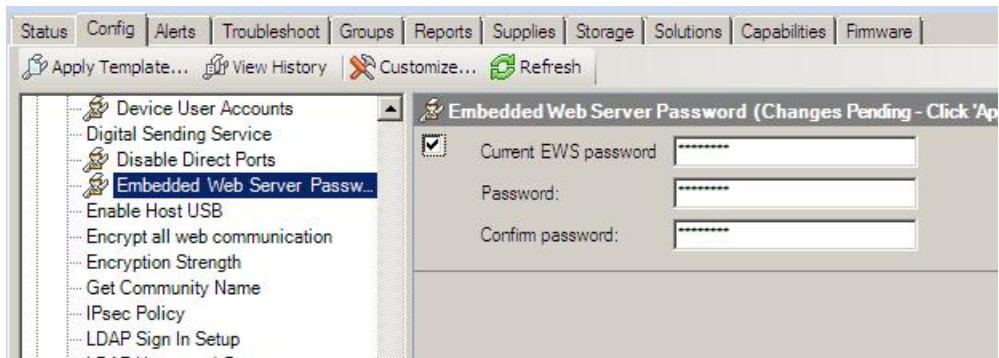 Status Config Alerts Troubleshoot Groups Reports Supplies Storage Solutions Capabilities Firmware
Apply Template... View History Customize... Refresh
Device User Accounts
Digital Sending Service
Disable Direct Ports
Embedded Web Server Passw...
Enable Host USB
Encrypt all web communication
Encryption Strength
Get Community Name
IPsec Policy
LDAP Sign In Setup
Embedded Web Server Password (Changes Pending - Click 'Ap
Current EWS password ********
Password: ********
Confirm password: ********